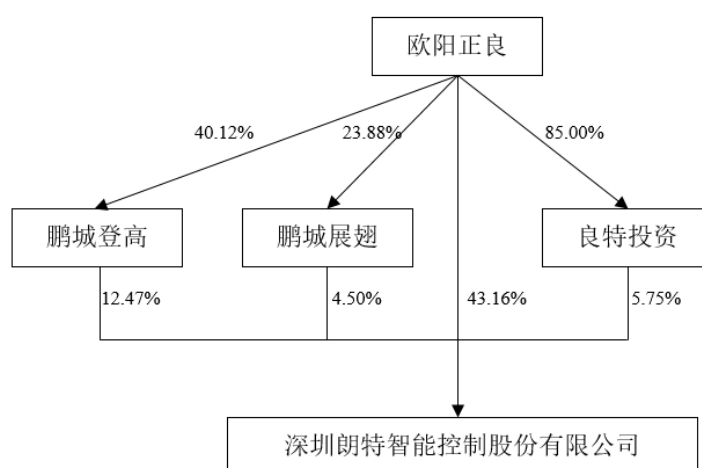 欧阳正良
40.12%
23.88%
85.00%
鹏城登高
鹏城展翅
良特投资
12.47%
4.50%
43.16%
5.75%
深圳朗特智能控制股份有限公司